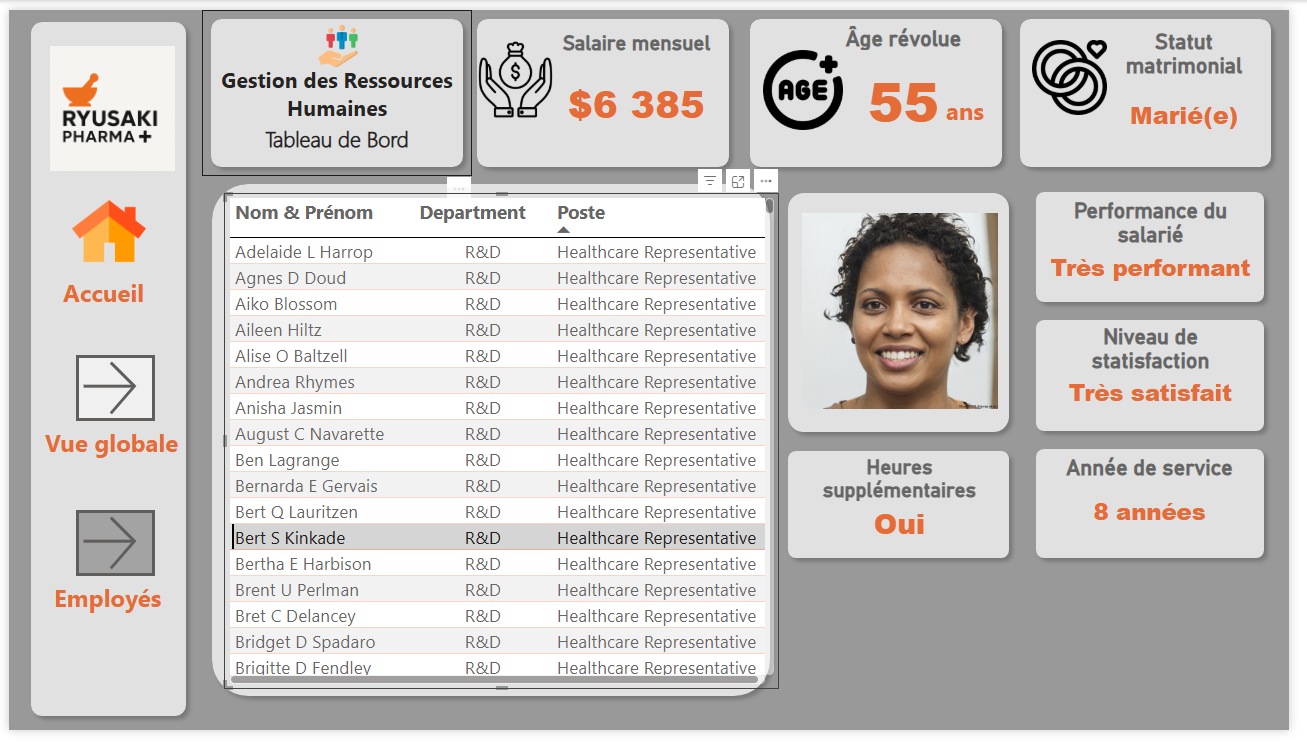 RYUSAKI
PHARMA+
Accueil
Vue globale
Employés
Gestion des Ressources
Humaines
Tableau de Bord
Salaire mensuel
$
$6 385
Âge révolue
AGE+
55 ans
Statut
matrimonial
Marié(e)
Nom & Prénom Department Poste
Adelaide L Harrop R&D Healthcare Representative
Agnes D Doud R&D Healthcare Representative
Aiko Blossom R&D Healthcare Representative
Aileen Hiltz R&D Healthcare Representative
Alise O Baltzell R&D Healthcare Representative
Andrea Rhymes R&D Healthcare Representative
Anisha Jasmin R&D Healthcare Representative
August C Navarette R&D Healthcare Representative
Ben Lagrange R&D Healthcare Representative
Bernarda E Gervais R&D Healthcare Representative
Bert Q Lauritzen R&D Healthcare Representative
Bert S Kinkade R&D Healthcare Representative
Bertha E Harbison R&D Healthcare Representative
Brent U Perlman R&D Healthcare Representative
Bret C Delancey R&D Healthcare Representative
Bridget D Spadaro R&D Healthcare Representative
Brigitte D Fendley R&D Healthcare Representative
Heures
supplémentaires
Oui
Performance du
salarié
Très performant
Niveau de
statisfaction
Très satisfait
Année de service
8 années